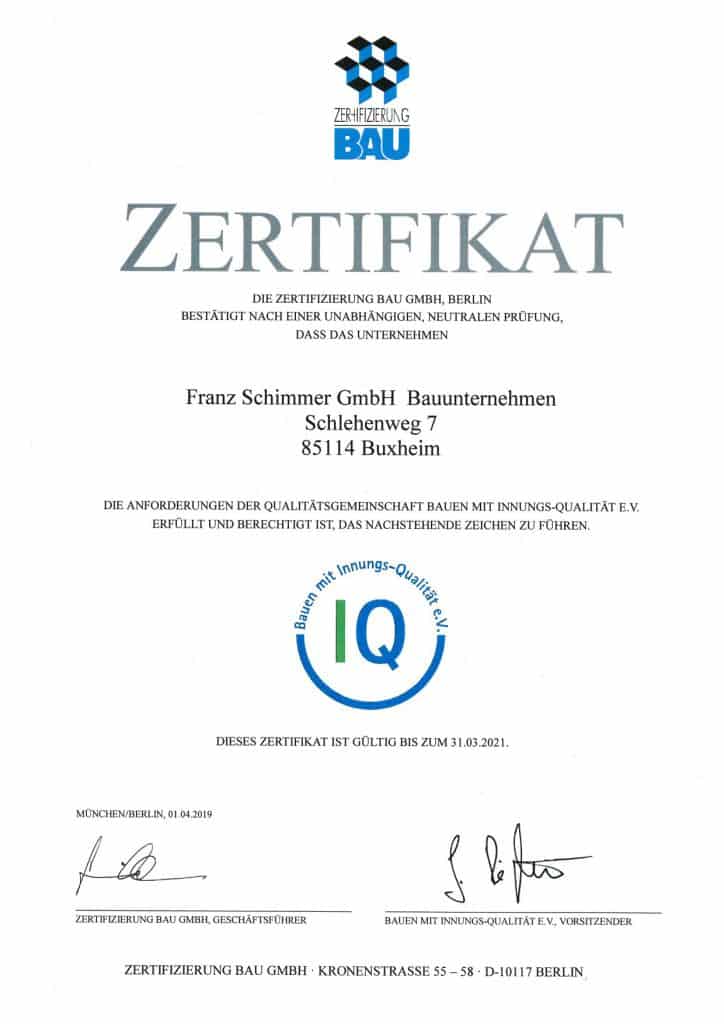 ZERTIFIZIERUNG
BAU
ZERTIFIKAT
DIE ZERTIFIZIERUNG BAU GMBH, BERLIN
BESTÄTIGT NACH EINER UNABHÄNGIGEN, NEUTRALEN PRÜFUNG,
DASS DAS UNTERNEHMEN
Franz Schimmer GmbH Bauunternehmen
Schlehenweg 7
85114 Buxheim
DIE ANFORDERUNGEN DER QUALITÄTSGEMEINSCHAFT BAUEN MIT INNUNGS-QUALITÄT E.V.
ERFÜLLT UND BERECHTIGT IST, DAS NACHSTEHENDE ZEICHEN ZU FÜHREN.
Bauen mit Innungs-Qualität e.V.
IQ
DIESES ZERTIFIKAT IST GÜLTIG BIS ZUM 31.03.2021.
MÜNCHEN/BERLIN, 01.04.2019
ZERTIFIZIERUNG BAU GMBH, GESCHÄFTSFÜHRER
BAUEN MIT INNUNGS-QUALITÄT E.V., VORSITZENDER
ZERTIFIZIERUNG BAU GMBH · KRONENSTRASSE 55 – 58 · D-10117 BERLIN